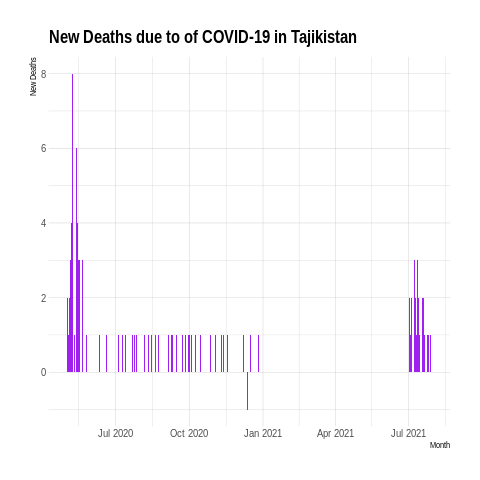 New Deaths due to of COVID-19 in Tajikistan
New Deaths
8
6
4
2
0
Jul 2020 Oct 2020 Jan 2021 Apr 2021 Jul 2021
Month